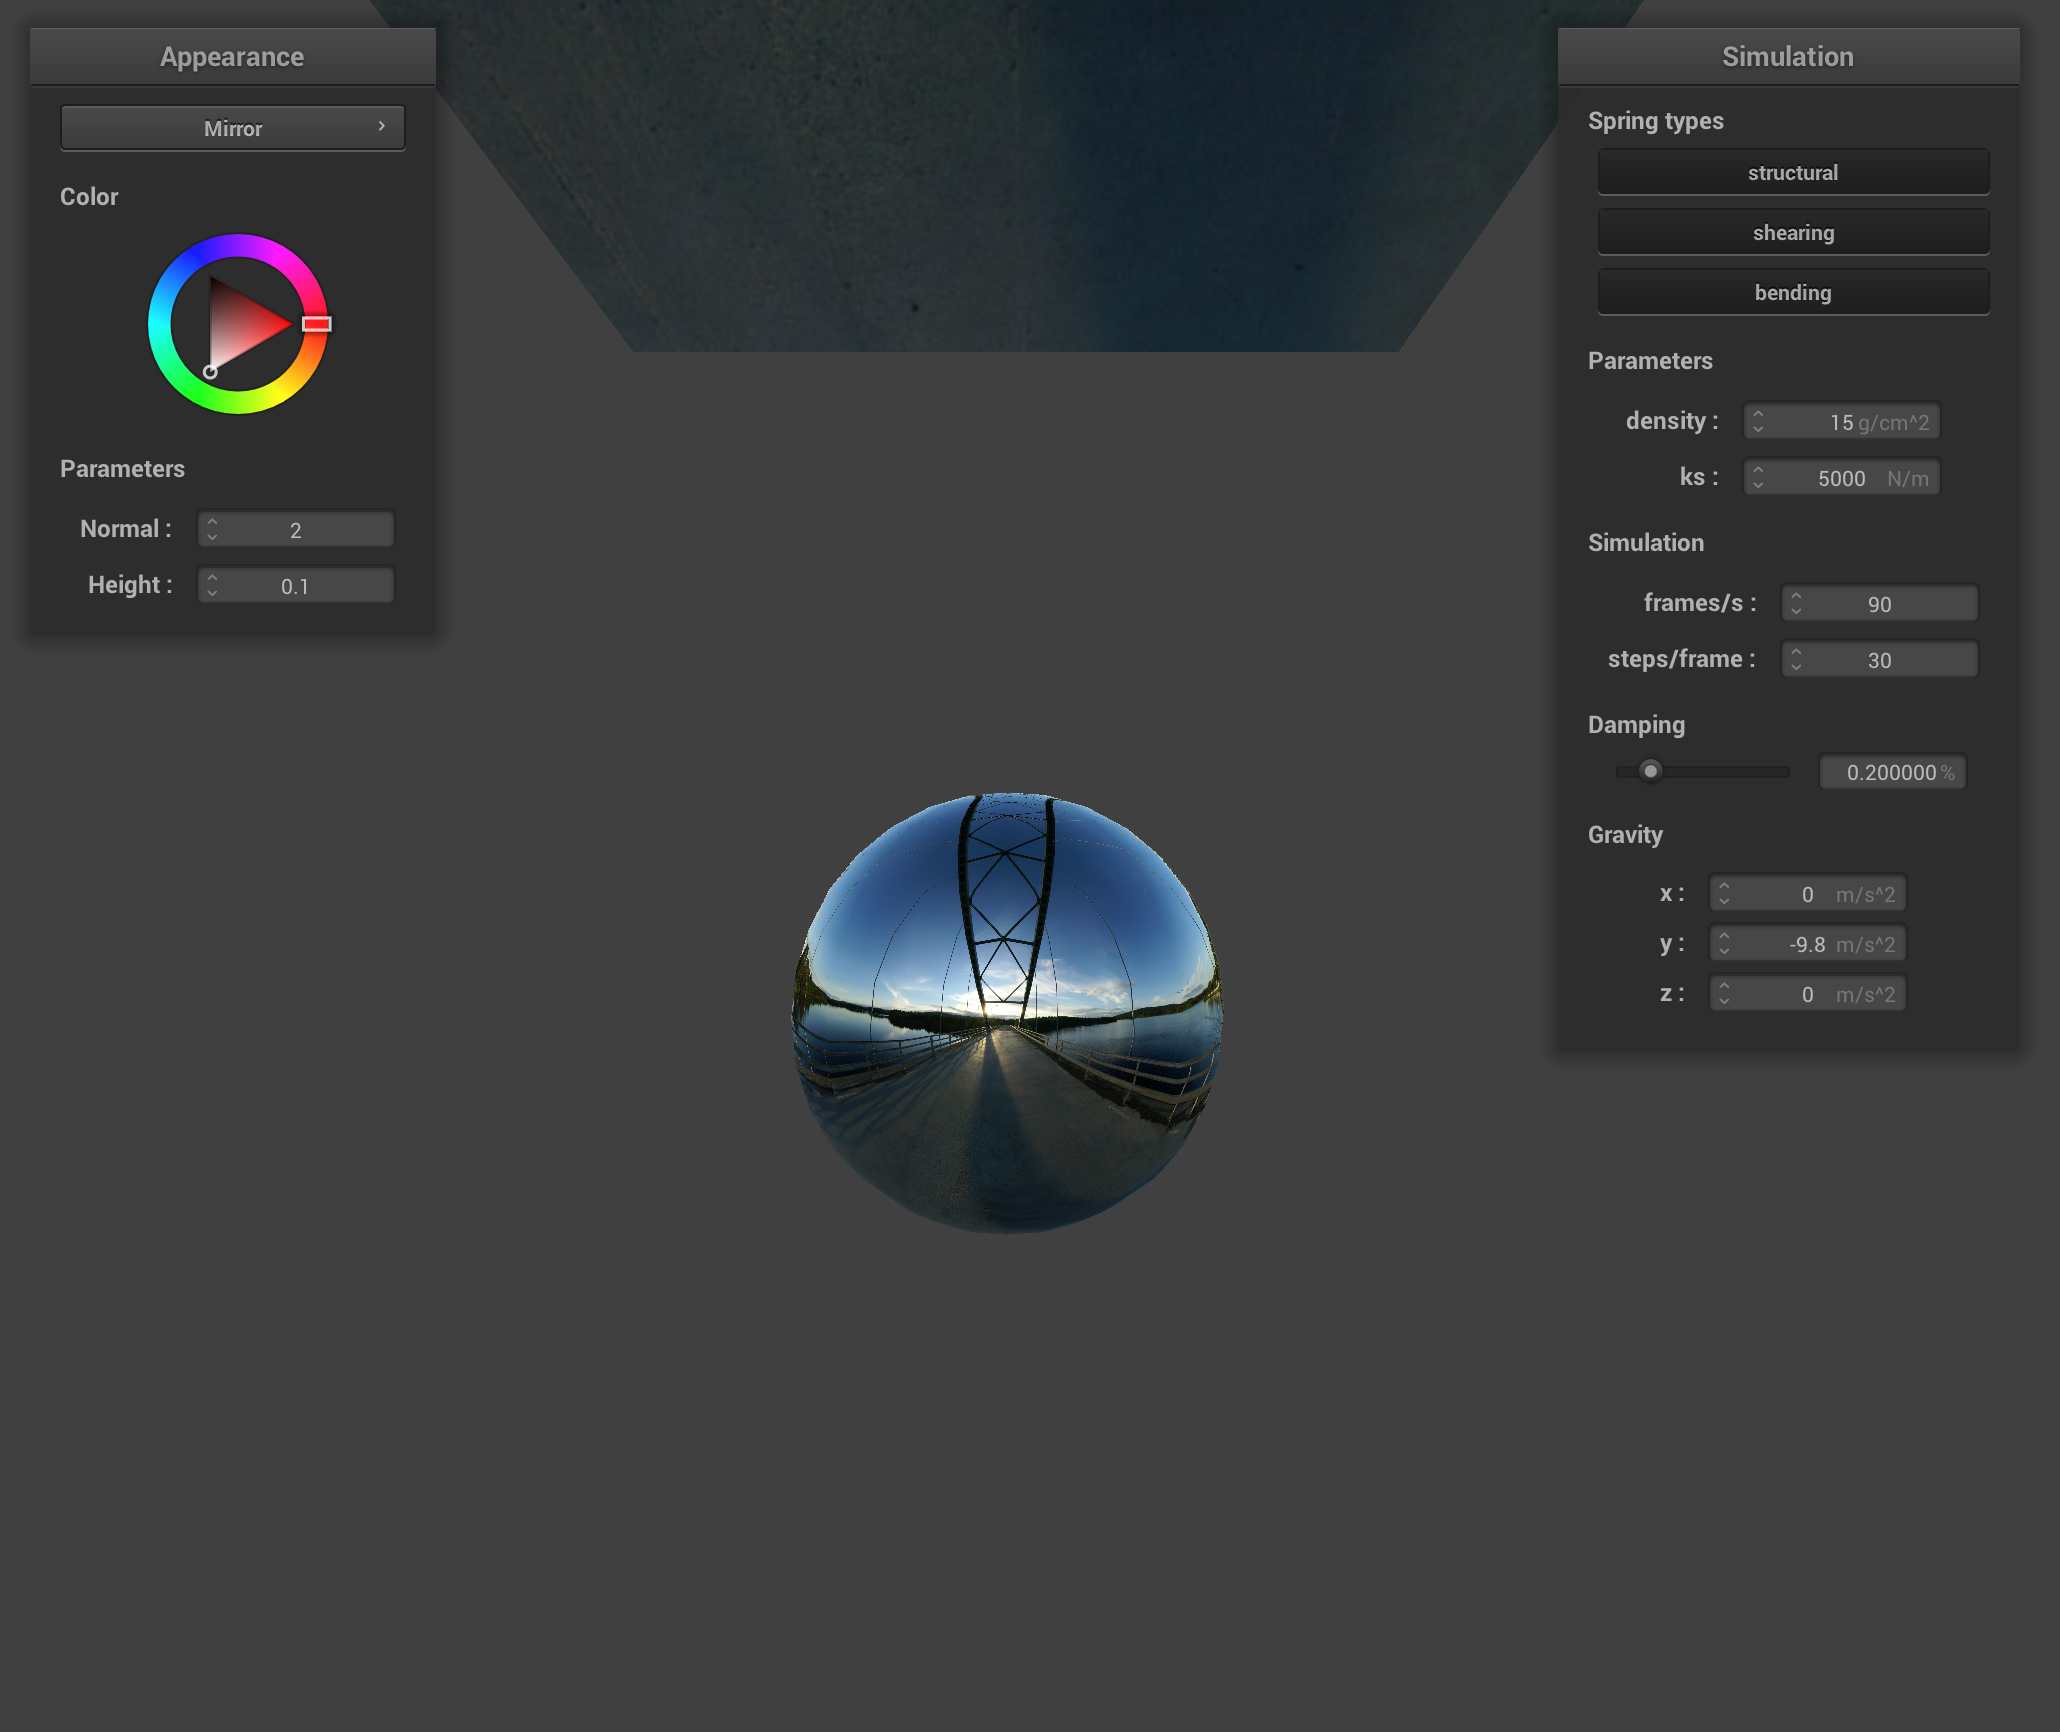 Appearance
Mirror
Color
Parameters
Normal : 2
Height : 0.1
Simulation
Spring types
structural
shearing
bending
Parameters
density : 15 g/cm^2
ks : 5000 N/m
Simulation
frames/s : 90
steps/frame : 30
Damping
0.200000 %
Gravity
x : 0 m/s^2
y : -9.8 m/s^2
z : 0 m/s^2